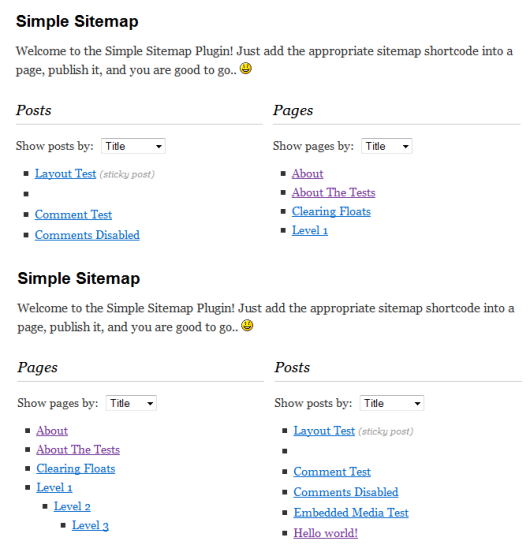 Simple Sitemap
Welcome to the Simple Sitemap Plugin! Just add the appropriate sitemap shortcode into a
page, publish it, and you are good to go..
Posts
Show posts by: Title
Layout Test (sticky post)
Comment Test
Comments Disabled
Pages
Show pages by: Title
About
About The Tests
Clearing Floats
Level 1
Simple Sitemap
Welcome to the Simple Sitemap Plugin! Just add the appropriate sitemap shortcode into a
page, publish it, and you are good to go..
Pages
Show pages by: Title
About
About The Tests
Clearing Floats
Level 1
Level 2
Level 3
Posts
Show posts by: Title
Layout Test (sticky post)
Comment Test
Comments Disabled
Embedded Media Test
Hello world!